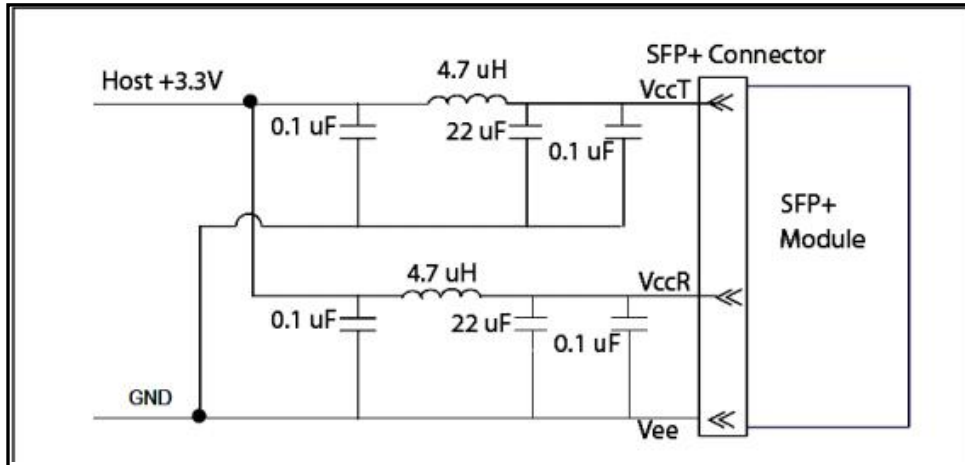 SFP+ Connector
4.7 uH
VccT
Host +3.3V
0.1 uF
22 uF
0.1 uF
SFP+
Module
4.7 uH
VccR
0.1 uF
22 uF
0.1 uF
GND
Vee